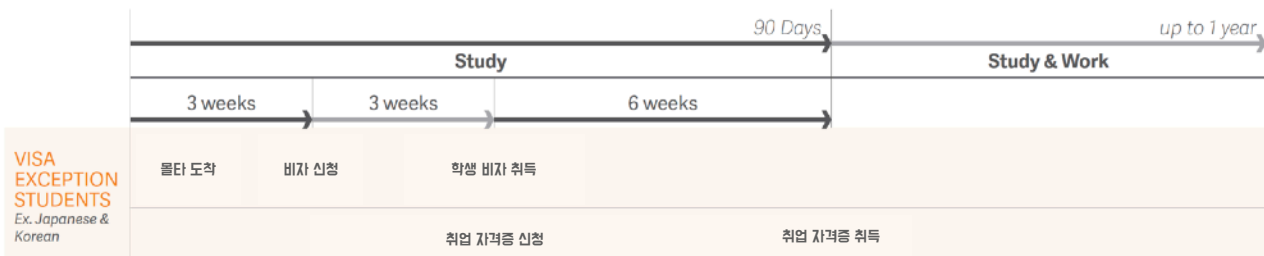 90 Days
up to 1 year
Study
Study & Work
3 weeks
3 weeks
6 weeks
VISA
EXCEPTION
STUDENTS
Ex. Japanese &
Korean
몰타 도착
비자 신청
학생 비자 취득
취업 자격증 신청
취업 자격증 취득